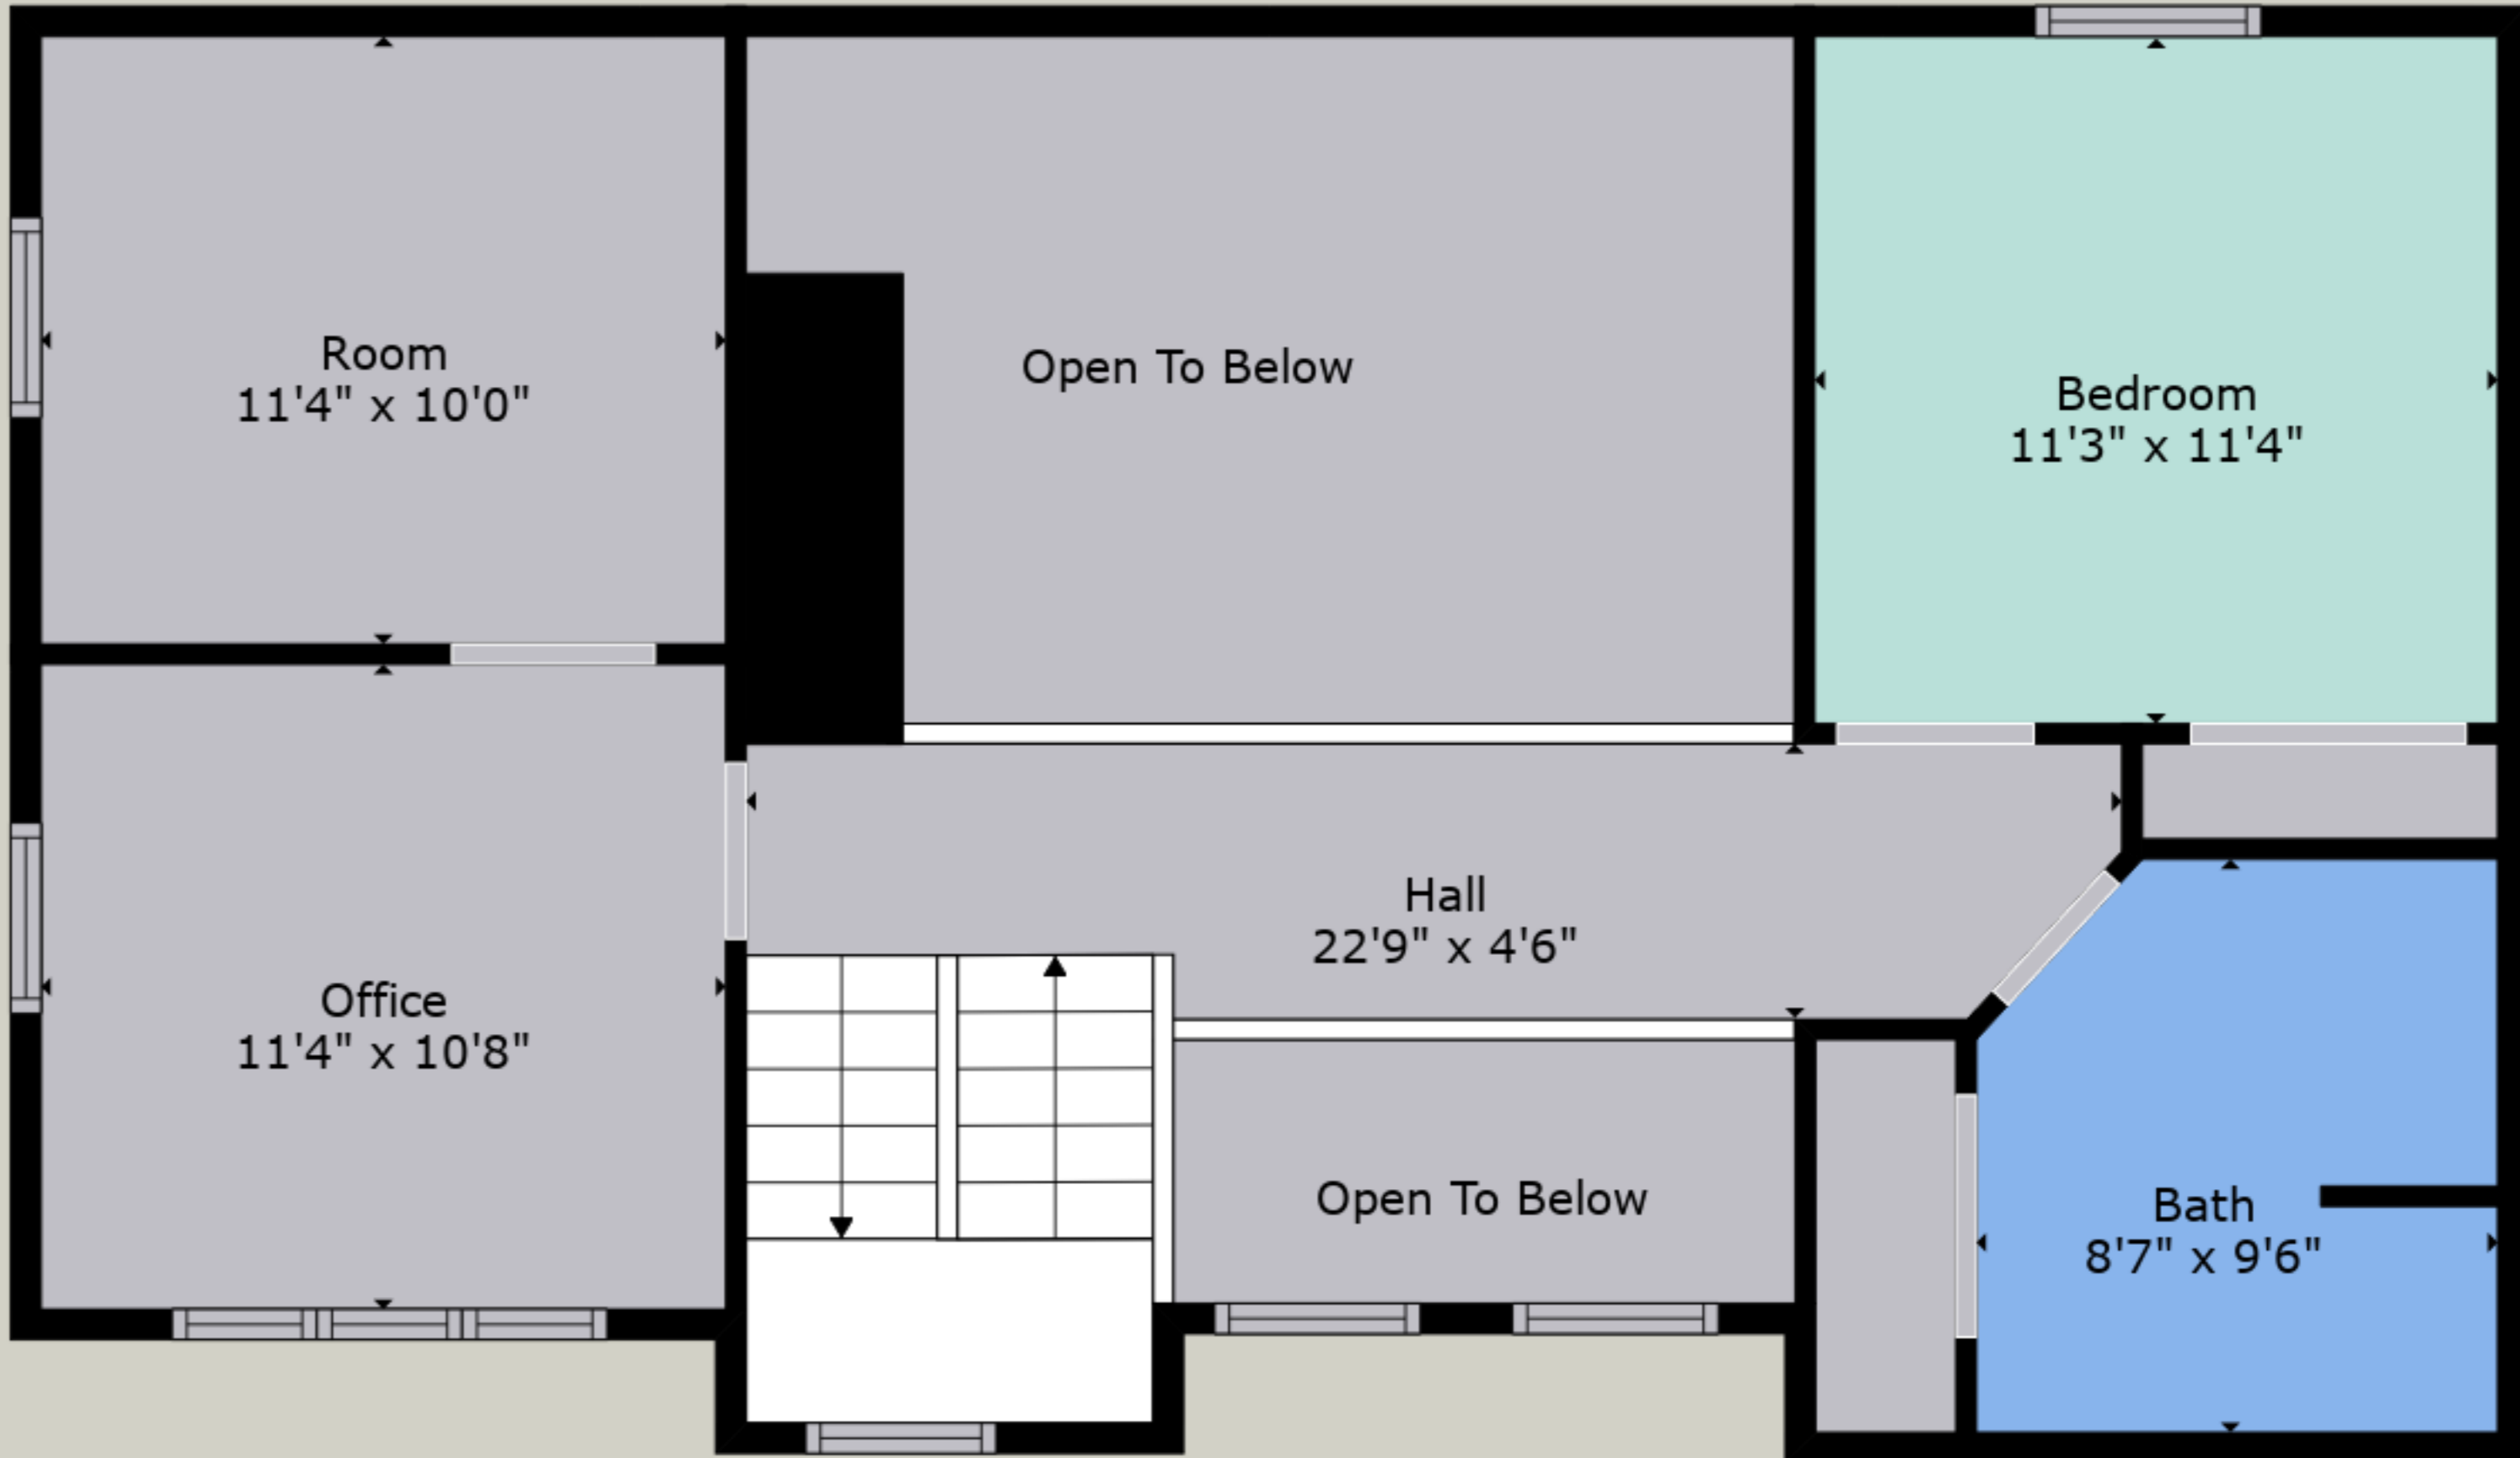 Room
11'4" x 10'0"
Open To Below
Bedroom
11'3" x 11'4"
Hall
22'9" x 4'6"
Office
11'4" x 10'8"
Open To Below
Bath
8'7" x 9'6"